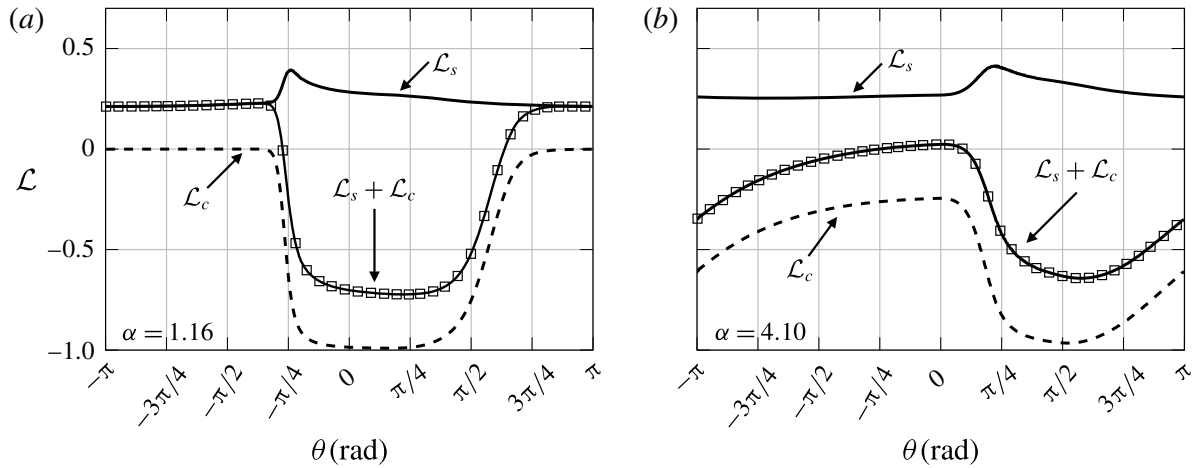 (a)
(b)
0.5
0
−0.5
−1.0
ℒ
ℒs
ℒc
ℒs + ℒc
α = 1.16
−π
−3π/4
−π/2
−π/4
0
π/4
π/2
3π/4
π
θ (rad)
ℒs
ℒs + ℒc
ℒc
α = 4.10
−π
−3π/4
−π/2
−π/4
0
π/4
π/2
3π/4
π
θ (rad)